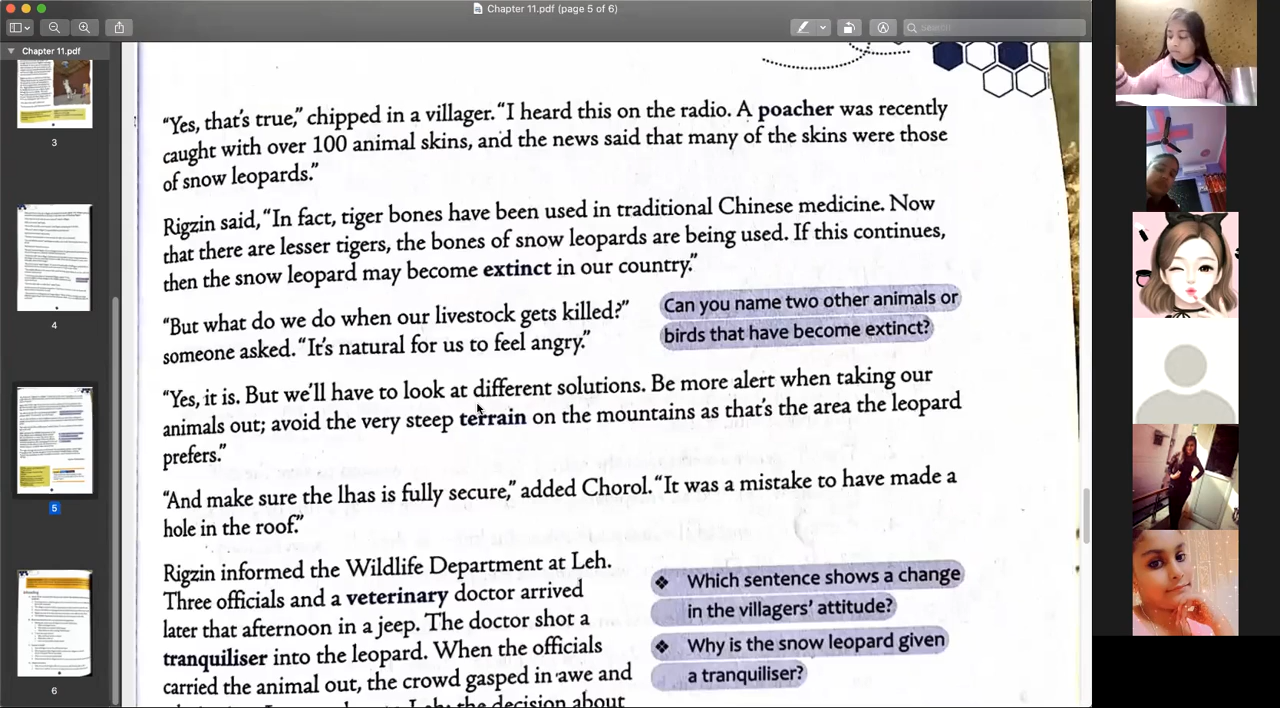 Chapter 11.pdf (page 5 of 6)
Search
Chapter 11.pdf
3
4
5
6
"Yes, that's true," chipped in a villager. "I heard this on the radio. A poacher was recently
caught with over 100 animal skins, and the news said that many of the skins were those
of snow leopards."
Rigzin said, "In fact, tiger bones have been used in traditional Chinese medicine. Now
that there are lesser tigers, the bones of snow leopards are being used. If this continues,
then the snow leopard may become extinct in our country."
"But what do we do when our livestock gets killed?"
someone asked. "It's natural for us to feel angry."
Can you name two other animals or
birds that have become extinct?
"Yes, it is. But we'll have to look at different solutions. Be more alert when taking our
animals out; avoid the very steep terrain on the mountains as that's the area the leopard
prefers."
"And make sure the lhas is fully secure," added Chorol. "It was a mistake to have made a
hole in the roof."
Rigzin informed the Wildlife Department at Leh.
Three officials and a veterinary doctor arrived
later that afternoon in a jeep. The doctor shot a
tranquiliser into the leopard. When the officials
carried the animal out, the crowd gasped in awe and
the decision about
❖ Which sentence shows a change
in the villagers' attitude?
❖ Why is the snow leopard given
a tranquiliser?